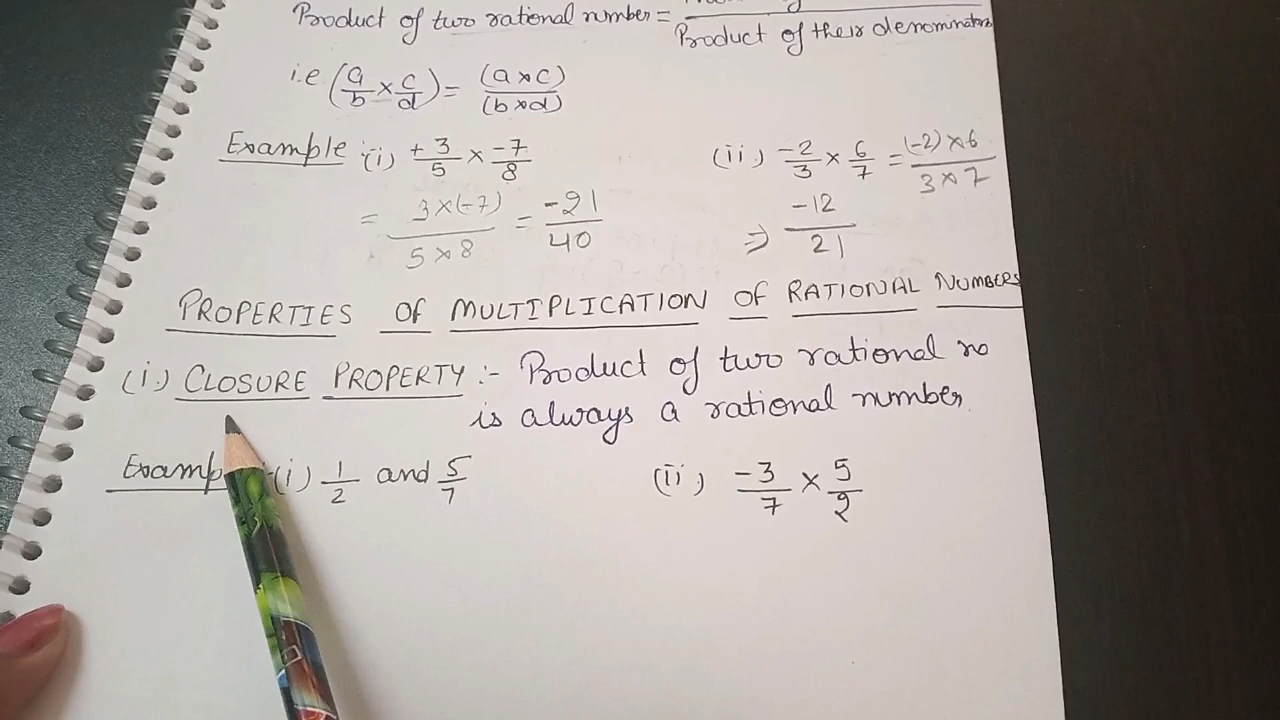 Product of two rational number =
Product of their denominators
i.e (a/b × c/d) = (a×c)/(b×d)
Example (i) +3/5 × -7/8
= 3×(-7)/5×8 = -21/40
(ii) -2/3 × 6/7 = (-2)×6/3×7
⇒ -12/21
PROPERTIES OF MULTIPLICATION OF RATIONAL NUMBERS
(i.) CLOSURE PROPERTY :- Product of two rational no
is always a rational number.
Examp (i) 1/2 and 5/7
(ii) -3/7 × 5/2